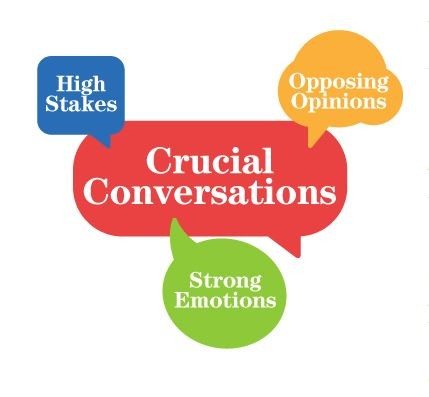 High
Stakes
Opposing
Opinions
Crucial
Conversations
Strong
Emotions